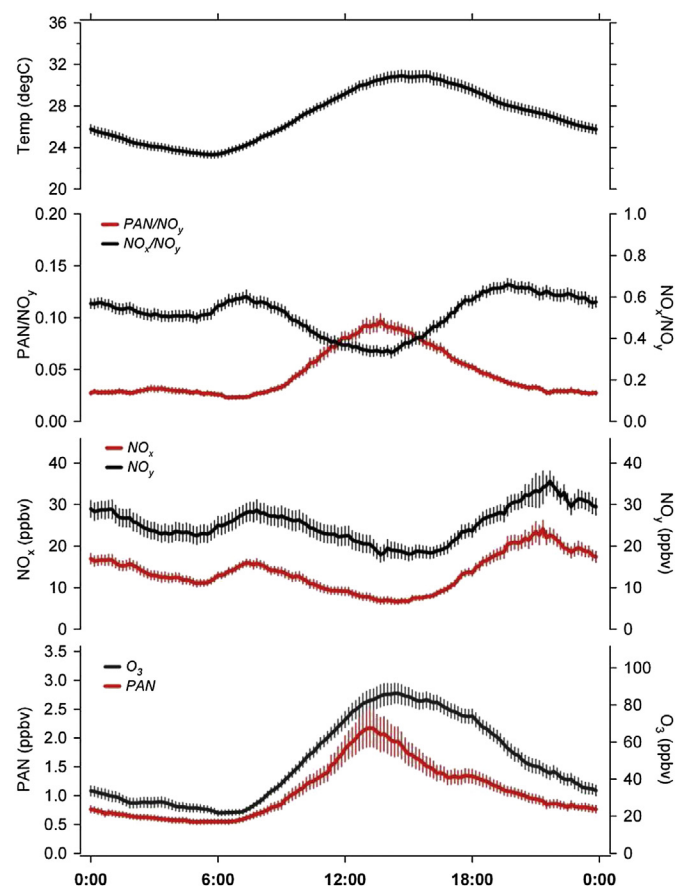 36
32
28
24
20
Temp (degC)
0.20
0.15
0.10
0.05
0.00
PAN/NOy
PAN/NOy
NOx/NOy
1.0
0.8
0.6
0.4
0.2
0.0
NOx/NOy
40
30
20
10
0
NOx (ppbv)
NOx
NOy
40
30
20
10
0
NOy (ppbv)
3.5
3.0
2.5
2.0
1.5
1.0
0.5
0.0
PAN (ppbv)
O3
PAN
100
80
60
40
20
0
O3 (ppbv)
0:00 6:00 12:00 18:00 0:00